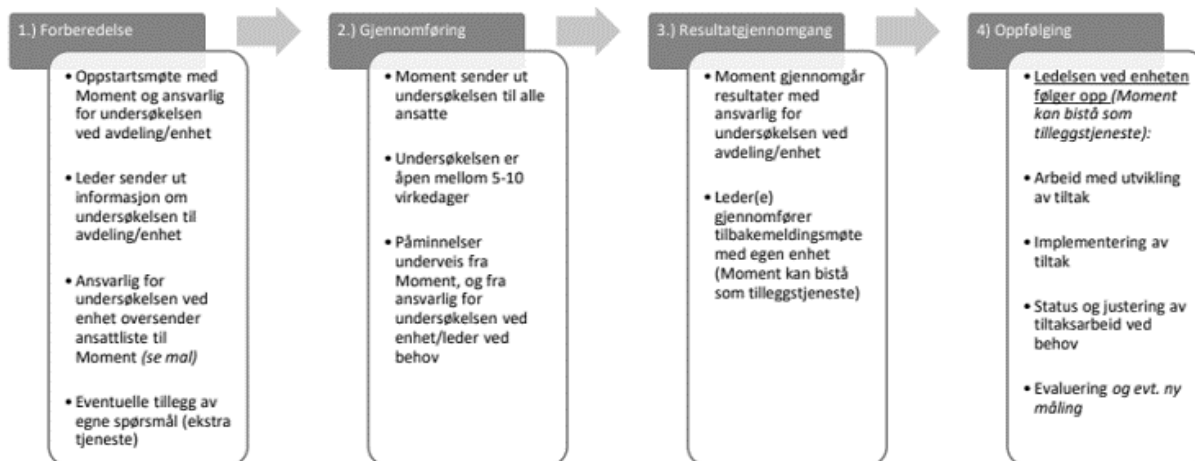 1.) Forberedelse
• Oppstartsmøte med
Moment og ansvarlig
for undersøkelsen
ved avdeling/enhet
• Leder sender ut
informasjon om
undersøkelsen til
avdeling/enhet
• Ansvarlig for
undersøkelsen ved
enhet oversender
ansattliste til
Moment (se mal)
• Eventuelle tillegg av
egne spørsmål (ekstra
tjeneste)
2.) Gjennomføring
• Moment sender ut
undersøkelsen til alle
ansatte
• Undersøkelsen er
åpen mellom 5-10
virkedager
• Påminnelser
underveis fra
Moment, og fra
ansvarlig for
undersøkelsen ved
enhet/leder ved
behov
3.) Resultatgjennomgang
• Moment gjennomgår
resultater med
ansvarlig for
undersøkelsen ved
avdeling/enhet
• Leder(e)
gjennomfører
tilbakemeldingsmøte
med egen enhet
(Moment kan bistå
som tilleggstjeneste)
4) Oppfølging
• Ledelsen ved enheten
følger opp (Moment
kan bistå som
tilleggstjeneste):
• Arbeid med utvikling
av tiltak
• Implementering av
tiltak
• Status og justering av
tiltaksarbeid ved
behov
• Evaluering og evt. ny
måling